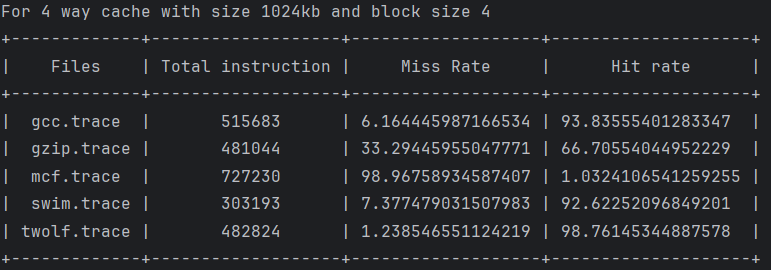 For 4 way cache with size 1024kb and block size 4
+-------------+-------------------+-------------------+--------------------+
|    Files    | Total instruction |     Miss Rate     |      Hit rate      |
+-------------+-------------------+-------------------+--------------------+
|  gcc.trace  |       515683      | 6.164445987166534 | 93.83555401283347  |
|  gzip.trace |       481044      | 33.29445955047771 | 66.70554044952229  |
|  mcf.trace  |       727230      | 98.96758934587407 | 1.0324106541259255 |
|  swim.trace |       303193      | 7.377479031507983 | 92.62252096849201  |
| twolf.trace |       482824      | 1.238546551124219 | 98.76145344887578  |
+-------------+-------------------+-------------------+--------------------+